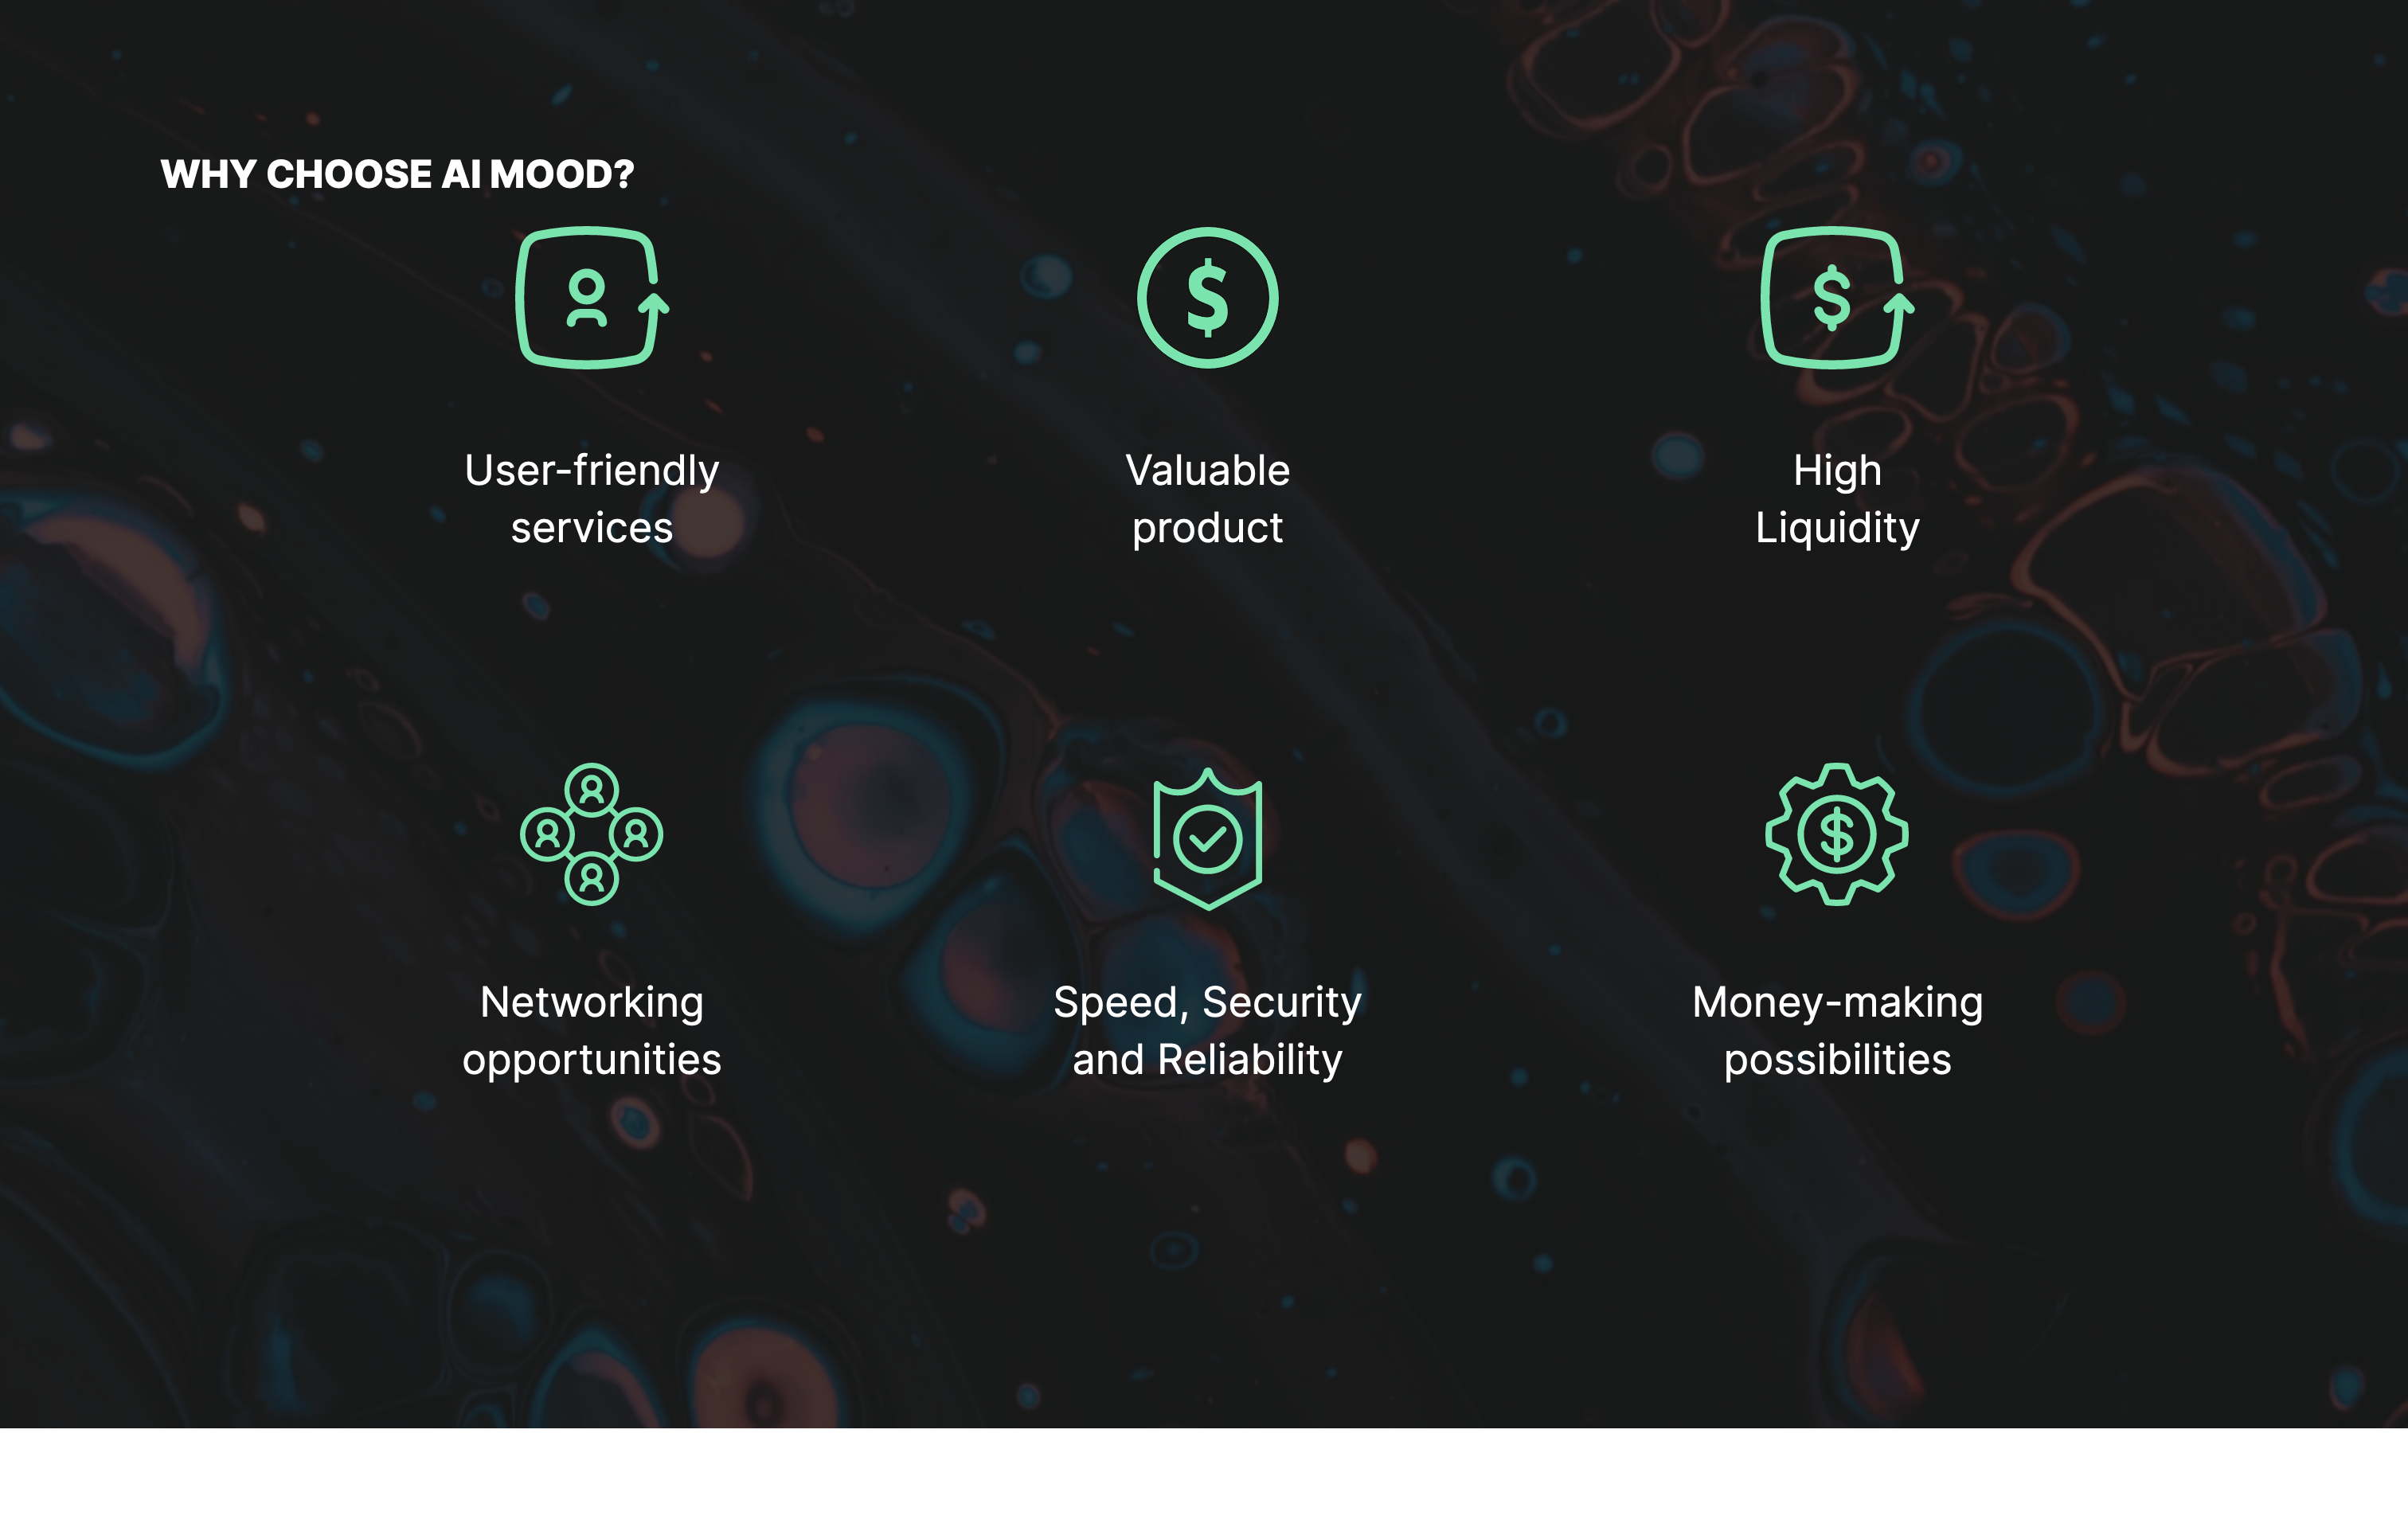 WHY CHOOSE AI MOOD?
User-friendly
services
Valuable
product
High
Liquidity
Networking
opportunities
Speed, Security
and Reliability
Money-making
possibilities